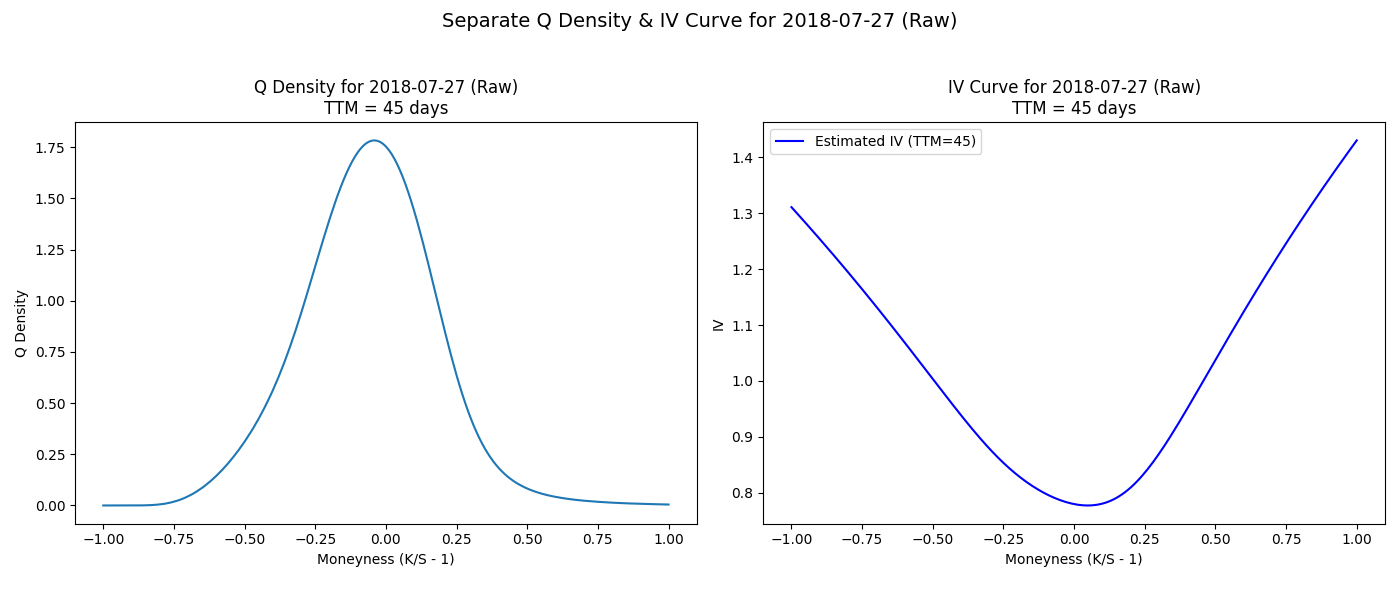 Separate Q Density & IV Curve for 2018-07-27 (Raw)
Q Density for 2018-07-27 (Raw)
TTM = 45 days
Q Density
1.75
1.50
1.25
1.00
0.75
0.50
0.25
0.00
−1.00 −0.75 −0.50 −0.25 0.00 0.25 0.50 0.75 1.00
Moneyness (K/S - 1)
IV Curve for 2018-07-27 (Raw)
TTM = 45 days
Estimated IV (TTM=45)
IV
1.4
1.3
1.2
1.1
1.0
0.9
0.8
−1.00 −0.75 −0.50 −0.25 0.00 0.25 0.50 0.75 1.00
Moneyness (K/S - 1)